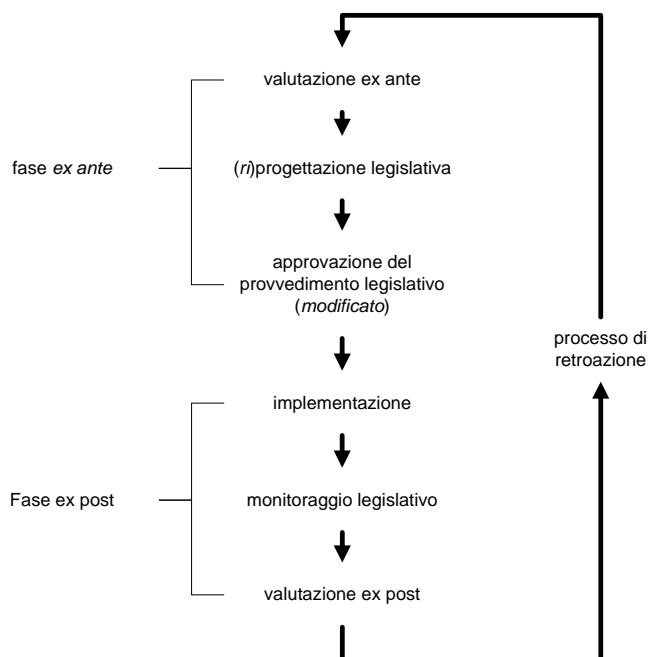 valutazione ex ante
fase ex ante
(ri)progettazione legislativa
approvazione del
provvedimento legislativo
(modificato)
processo di
retroazione
implementazione
Fase ex post
monitoraggio legislativo
valutazione ex post